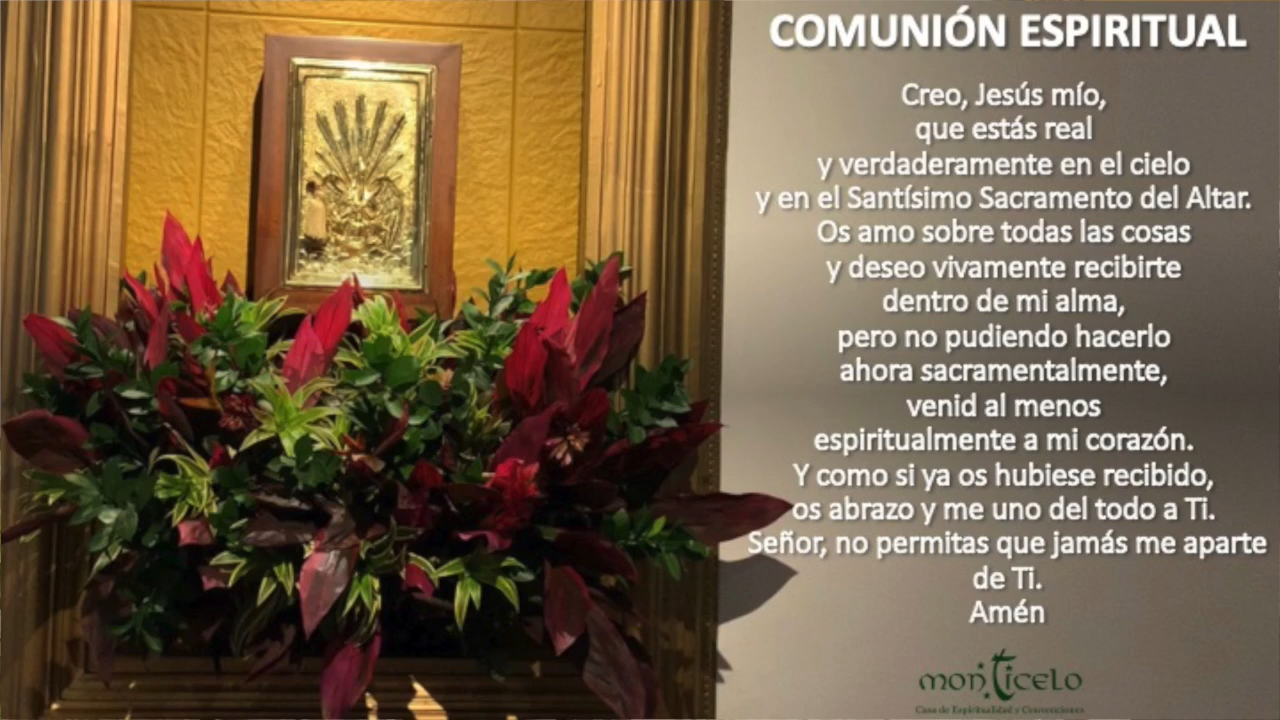 COMUNIÓN ESPIRITUAL
Creo, Jesús mío,
que estás real
y verdaderamente en el cielo
y en el Santísimo Sacramento del Altar.
Os amo sobre todas las cosas
y deseo vivamente recibirte
dentro de mi alma,
pero no pudiendo hacerlo
ahora sacramentalmente,
venid al menos
espiritualmente a mi corazón.
Y como si ya os hubiese recibido,
os abrazo y me uno del todo a Ti.
Señor, no permitas que jamás me aparte
de Ti.
Amén
monticelo
Casa de Espiritualidad y Convenciones